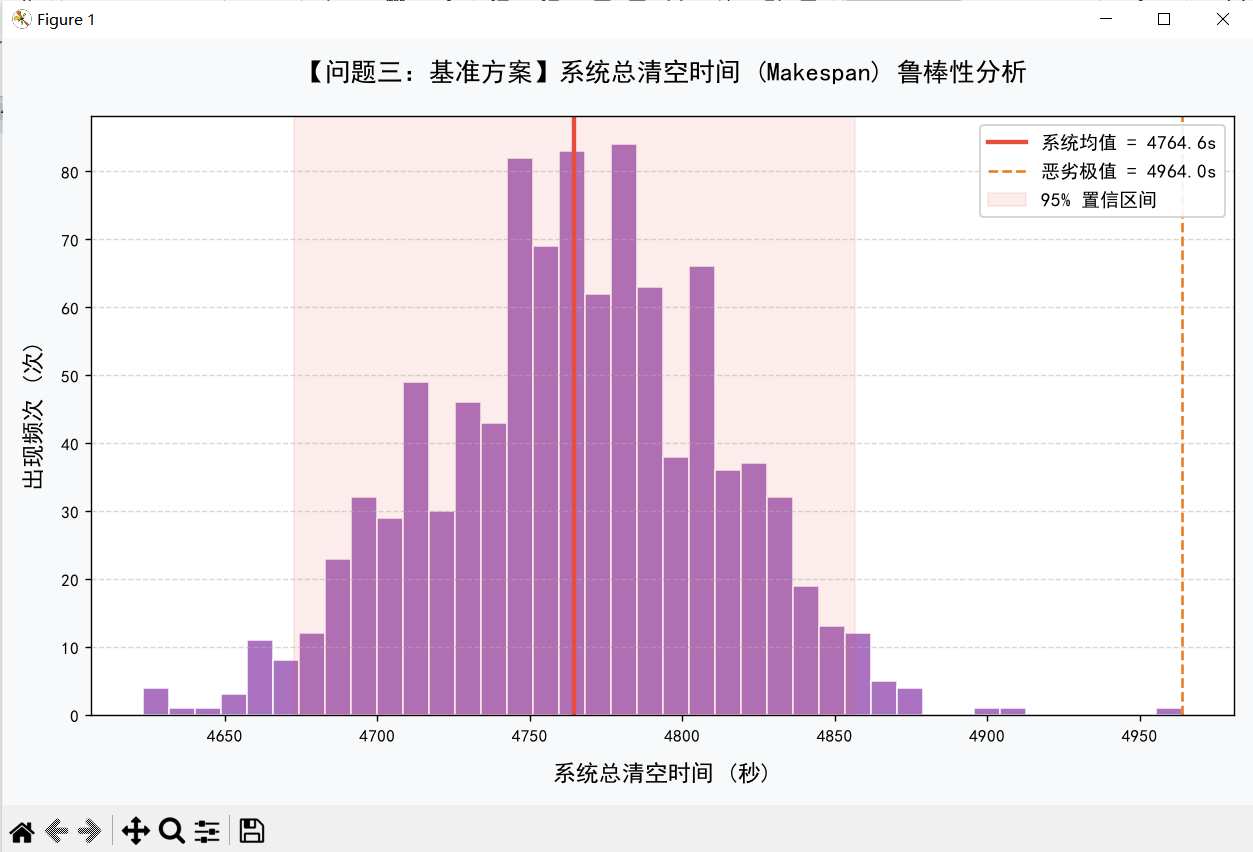 Figure 1
【问题三：基准方案】系统总清空时间 (Makespan) 鲁棒性分析
系统均值 = 4764.6s
恶劣极值 = 4964.0s
95% 置信区间
出现频次 (次)
80
70
60
50
40
30
20
10
0
4650 4700 4750 4800 4850 4900 4950
系统总清空时间 (秒)